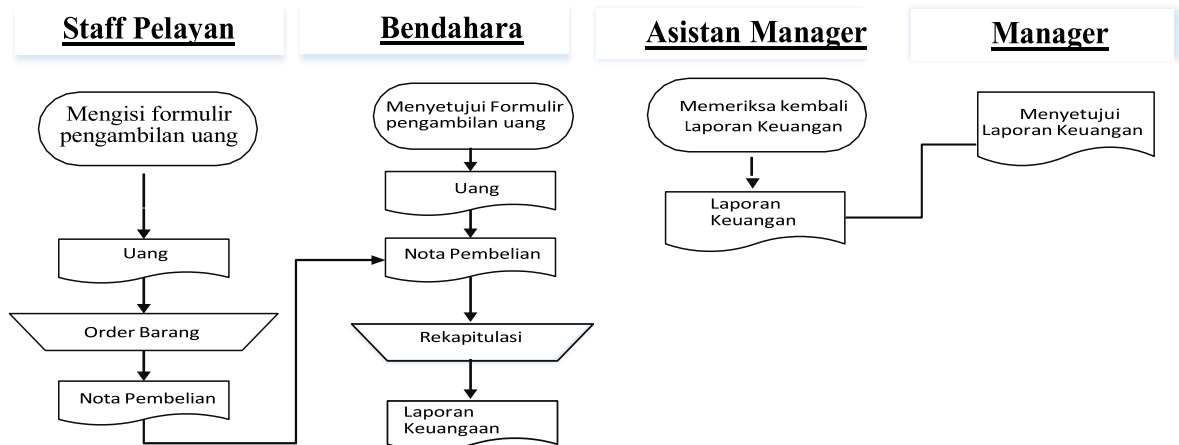 Staff Pelayan
Bendahara
Asistan Manager
Manager
Mengisi formulir
pengambilan uang
Uang
Order Barang
Nota Pembelian
Menyetujui Formulir
pengambilan uang
Uang
Nota Pembelian
Rekapitulasi
Laporan
Keuangaan
Memeriksa kembali
Laporan Keuangan
Laporan
Keuangan
Menyetujui
Laporan Keuangan